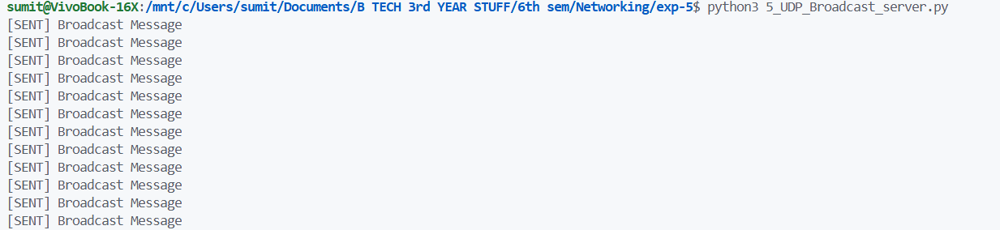 sumit@VivoBook-16X:/mnt/c/Users/sumit/Documents/B TECH 3rd YEAR STUFF/6th sem/Networking/exp-5$ python3 5_UDP_Broadcast_server.py
[SENT] Broadcast Message
[SENT] Broadcast Message
[SENT] Broadcast Message
[SENT] Broadcast Message
[SENT] Broadcast Message
[SENT] Broadcast Message
[SENT] Broadcast Message
[SENT] Broadcast Message
[SENT] Broadcast Message
[SENT] Broadcast Message
[SENT] Broadcast Message
[SENT] Broadcast Message